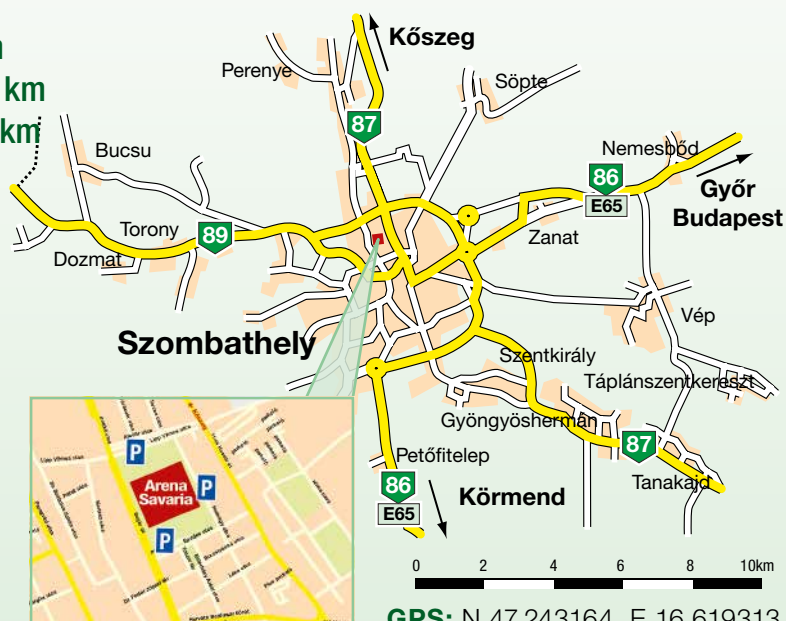 km
km
Kőszeg
Perenye
Söpte
87
Bucsu
Nemesbőd
86
E65
Győr
Budapest
Torony
89
Dozmat
Zanat
Szombathely
Vép
Szentkirály
Táplánszentkereszt
Gyöngyöshermán
87
Tanakajd
Petőfitelep
86
E65
Körmend
P
Arena
Savaria
P
P
0 2 4 6 8 10km
GPS: N 47.243164, E 16.619313